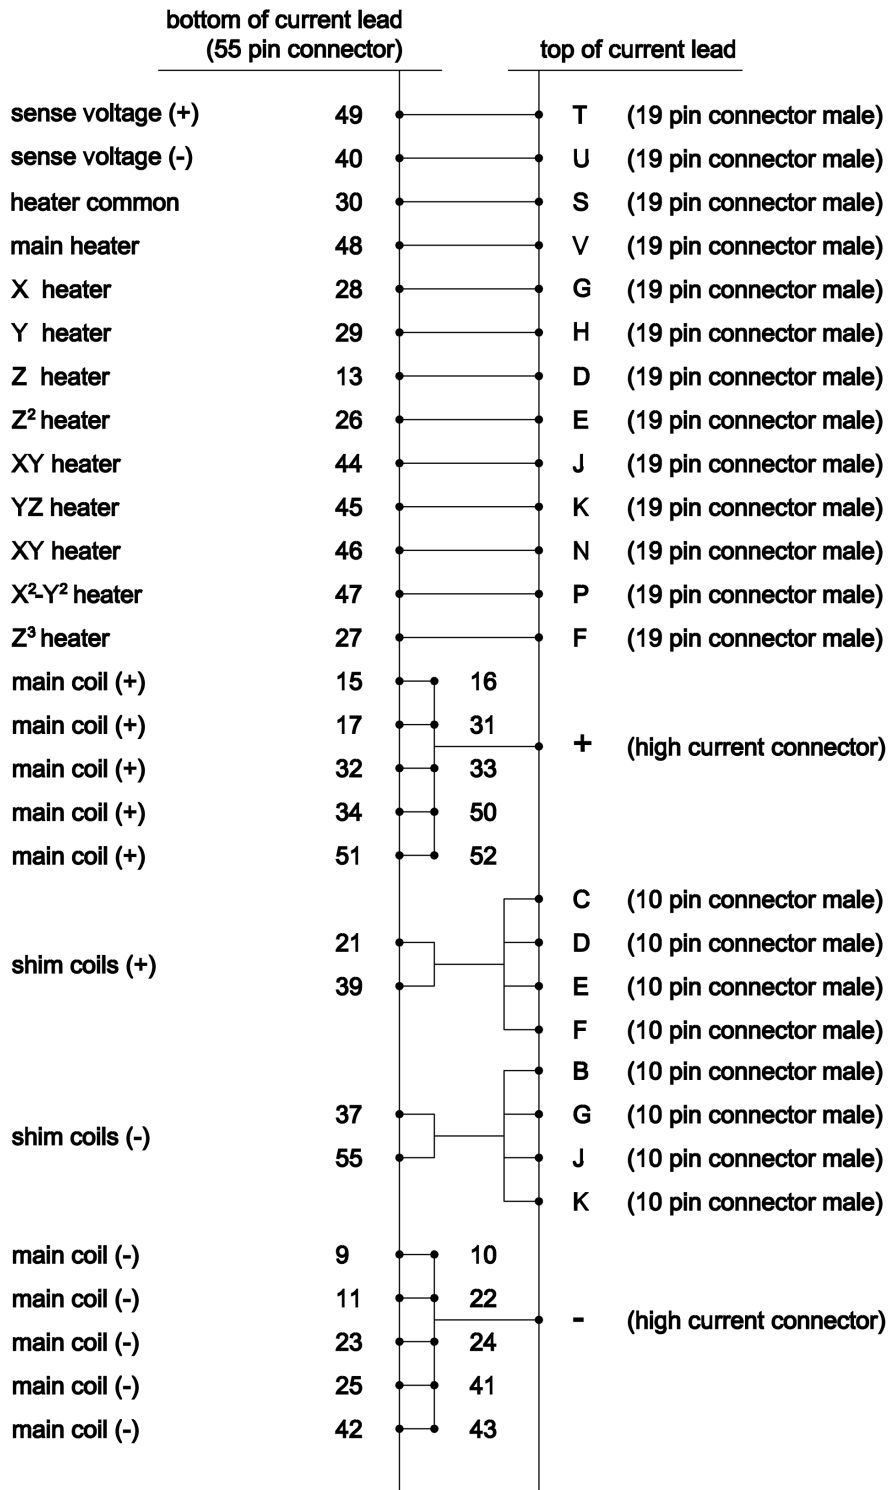 bottom of current lead
(55 pin connector) top of current lead
sense voltage (+) 49 T (19 pin connector male)
sense voltage (-) 40 U (19 pin connector male)
heater common 30 S (19 pin connector male)
main heater 48 V (19 pin connector male)
X heater 28 G (19 pin connector male)
Y heater 29 H (19 pin connector male)
Z heater 13 D (19 pin connector male)
Z² heater 26 E (19 pin connector male)
XY heater 44 J (19 pin connector male)
YZ heater 45 K (19 pin connector male)
XY heater 46 N (19 pin connector male)
X²-Y² heater 47 P (19 pin connector male)
Z³ heater 27 F (19 pin connector male)
main coil (+) 15 16
main coil (+) 17 31
+ (high current connector)
main coil (+) 32 33
main coil (+) 34 50
main coil (+) 51 52
C (10 pin connector male)
21 D (10 pin connector male)
shim coils (+)
39 E (10 pin connector male)
F (10 pin connector male)
B (10 pin connector male)
37 G (10 pin connector male)
shim coils (-)
55 J (10 pin connector male)
K (10 pin connector male)
main coil (-) 9 10
main coil (-) 11 22
- (high current connector)
main coil (-) 23 24
main coil (-) 25 41
main coil (-) 42 43